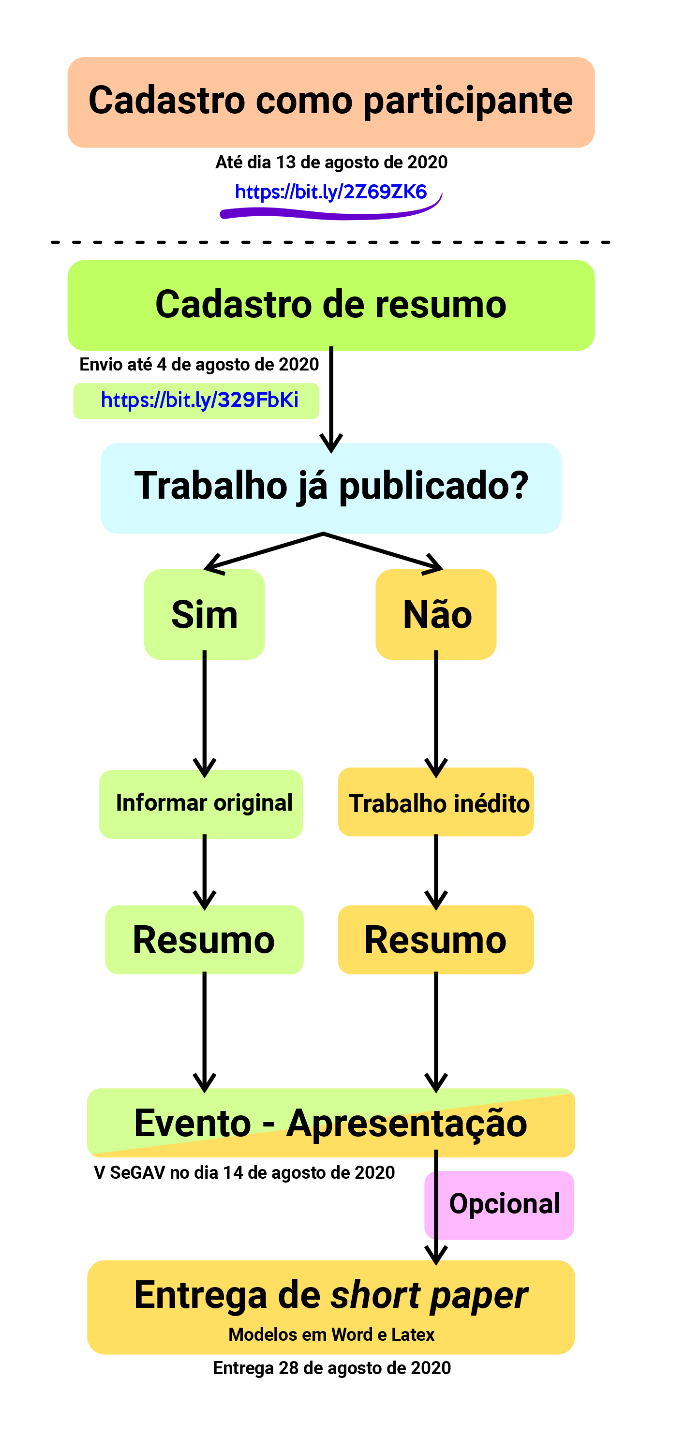 Cadastro como participante
Até dia 13 de agosto de 2020
https://bit.ly/2Z69ZK6
Cadastro de resumo
Envio até 4 de agosto de 2020
https://bit.ly/329FbKi
Trabalho já publicado?
Sim
Não
Informar original
Trabalho inédito
Resumo
Resumo
Evento - Apresentação
V SeGAV no dia 14 de agosto de 2020
Opcional
Entrega de short paper
Modelos em Word e Latex
Entrega 28 de agosto de 2020